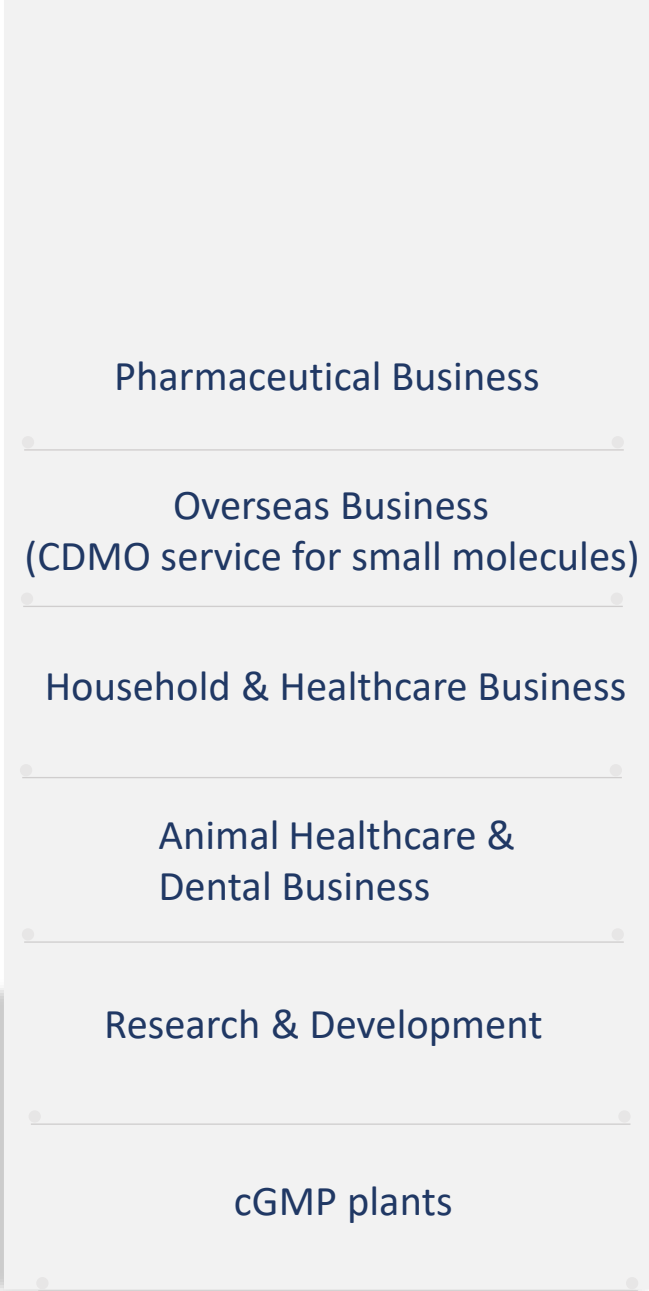 Pharmaceutical Business
Overseas Business
(CDMO service for small molecules)
Household & Healthcare Business
Animal Healthcare &
Dental Business
Research & Development
cGMP plants